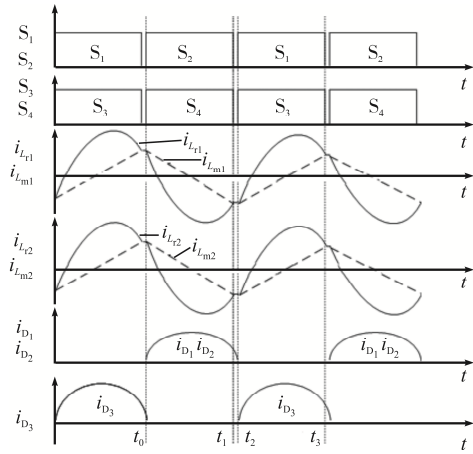 S1
S2
S1 S2 S1 S2
t
S3
S4
S3 S4 S3 S4
t
iLr1
iLm1
iLr1
iLm1
t
iLr2
iLm2
iLr2
iLm2
t
iD1
iD2
iD1 iD2 iD1 iD2
t
iD3
iD3 iD3
t0 t1 t2 t3 t